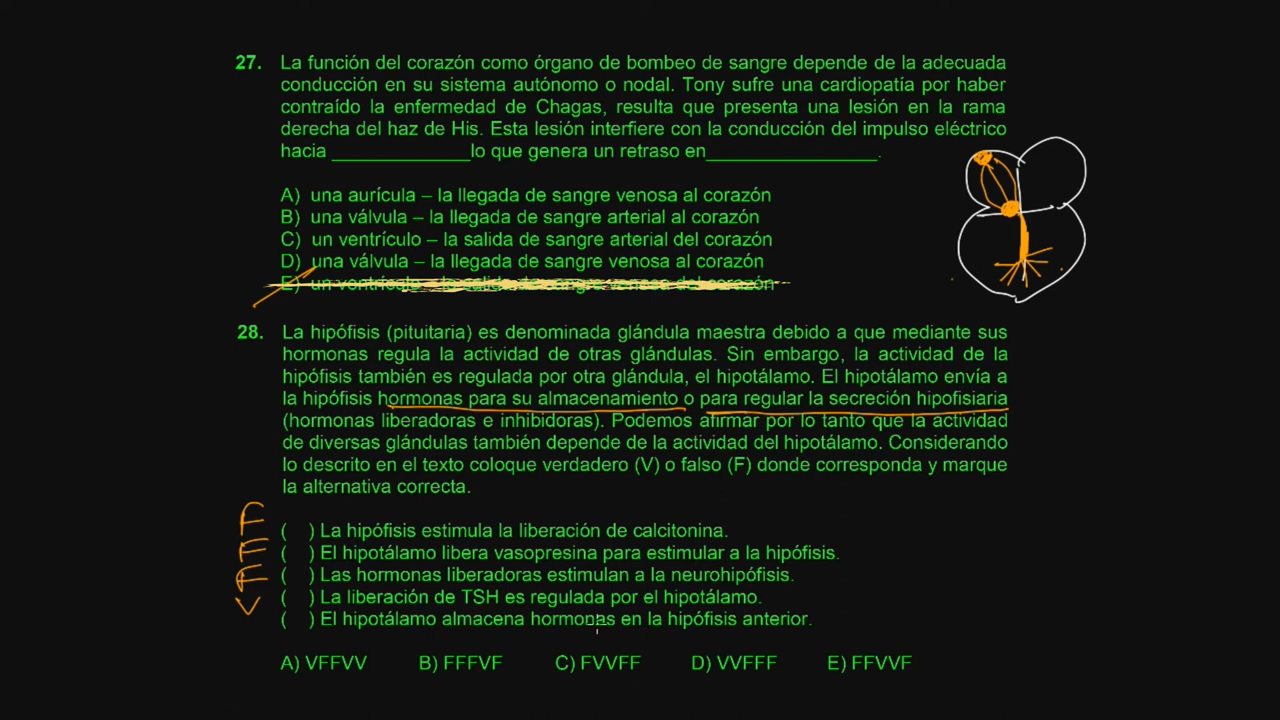 27. La función del corazón como órgano de bombeo de sangre depende de la adecuada
conducción en su sistema autónomo o nodal. Tony sufre una cardiopatía por haber
contraído la enfermedad de Chagas, resulta que presenta una lesión en la rama
derecha del haz de His. Esta lesión interfiere con la conducción del impulso eléctrico
hacia _____________lo que genera un retraso en________________.
A) una aurícula – la llegada de sangre venosa al corazón
B) una válvula – la llegada de sangre arterial al corazón
C) un ventrículo – la salida de sangre arterial del corazón
D) una válvula – la llegada de sangre venosa al corazón
E) un ventrículo – la salida de sangre venosa del corazón
28. La hipófisis (pituitaria) es denominada glándula maestra debido a que mediante sus
hormonas regula la actividad de otras glándulas. Sin embargo, la actividad de la
hipófisis también es regulada por otra glándula, el hipotálamo. El hipotálamo envía a
la hipófisis hormonas para su almacenamiento o para regular la secreción hipofisiaria
(hormonas liberadoras e inhibidoras). Podemos afirmar por lo tanto que la actividad
de diversas glándulas también depende de la actividad del hipotálamo. Considerando
lo descrito en el texto coloque verdadero (V) o falso (F) donde corresponda y marque
la alternativa correcta.
F ( ) La hipófisis estimula la liberación de calcitonina.
F ( ) El hipotálamo libera vasopresina para estimular a la hipófisis.
F ( ) Las hormonas liberadoras estimulan a la neurohipófisis.
V ( ) La liberación de TSH es regulada por el hipotálamo.
( ) El hipotálamo almacena hormonas en la hipófisis anterior.
A) VFFVV B) FFFVF C) FVVFF D) VVFFF E) FFVVF